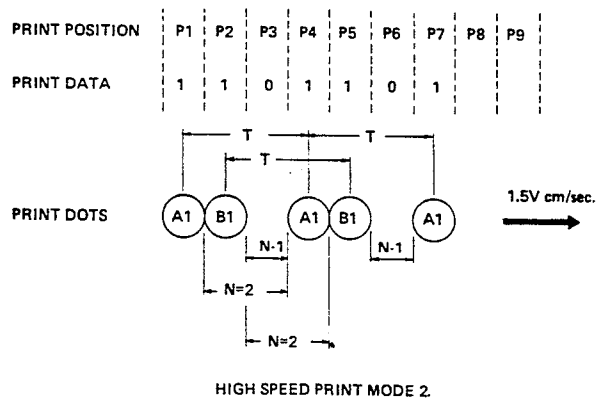 PRINT POSITION P1 P2 P3 P4 P5 P6 P7 P8 P9
PRINT DATA 1 1 0 1 1 0 1
T T
T
PRINT DOTS A1 B1 A1 B1 A1 1.5V cm/sec.
N-1 N-1
N=2
N=2
HIGH SPEED PRINT MODE 2.